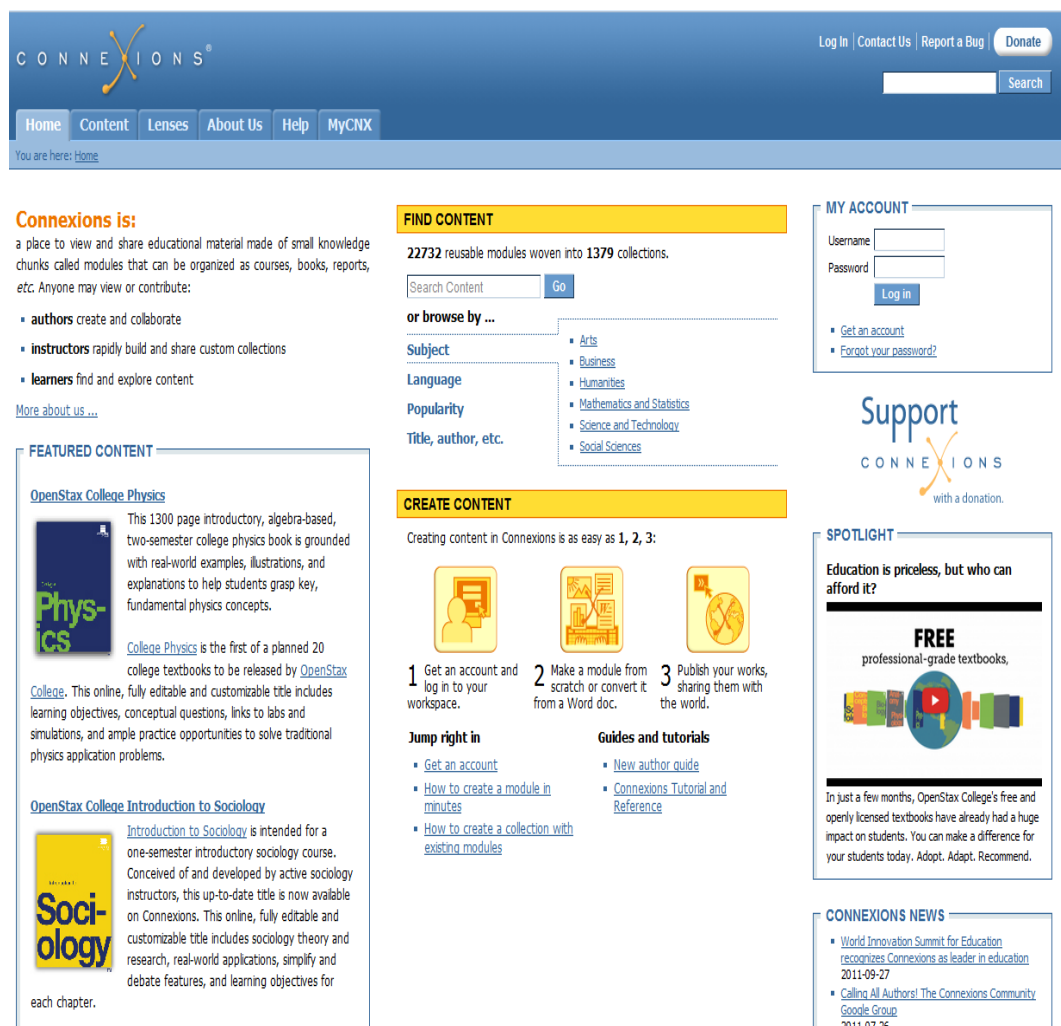 CONNEXIONS®
Log In | Contact Us | Report a Bug | Donate
Search
Home Content Lenses About Us Help MyCNX
You are here: Home
Connexions is:
a place to view and share educational material made of small knowledge
chunks called modules that can be organized as courses, books, reports,
etc. Anyone may view or contribute:
authors create and collaborate
instructors rapidly build and share custom collections
learners find and explore content
More about us ...
FEATURED CONTENT
OpenStax College Physics
College
Phys-
ics
This 1300 page introductory, algebra-based,
two-semester college physics book is grounded
with real-world examples, illustrations, and
explanations to help students grasp key,
fundamental physics concepts.
College Physics is the first of a planned 20
college textbooks to be released by OpenStax
College. This online, fully editable and customizable title includes
learning objectives, conceptual questions, links to labs and
simulations, and ample practice opportunities to solve traditional
physics application problems.
OpenStax College Introduction to Sociology
Soci-
ology
Introduction to Sociology is intended for a
one-semester introductory sociology course.
Conceived of and developed by active sociology
instructors, this up-to-date title is now available
on Connexions. This online, fully editable and
customizable title includes sociology theory and
research, real-world applications, simplify and
debate features, and learning objectives for
each chapter.
FIND CONTENT
22732 reusable modules woven into 1379 collections.
Search Content Go
or browse by ...
Subject
Language
Popularity
Title, author, etc.
Arts
Business
Humanities
Mathematics and Statistics
Science and Technology
Social Sciences
CREATE CONTENT
Creating content in Connexions is as easy as 1, 2, 3:
1 Get an account and
log in to your
workspace.
2 Make a module from
scratch or convert it
from a Word doc.
3 Publish your works,
sharing them with
the world.
Jump right in
Get an account
How to create a module in
minutes
How to create a collection with
existing modules
Guides and tutorials
New author guide
Connexions Tutorial and
Reference
MY ACCOUNT
Username
Password
Log in
Get an account
Forgot your password?
Support
CONNEXIONS
with a donation.
SPOTLIGHT
Education is priceless, but who can
afford it?
FREE
professional-grade textbooks,
In just a few months, OpenStax College's free and
openly licensed textbooks have already had a huge
impact on students. You can make a difference for
your students today. Adopt. Adapt. Recommend.
CONNEXIONS NEWS
World Innovation Summit for Education
recognizes Connexions as leader in education
2011-09-27
Calling All Authors! The Connexions Community
Google Group
2011-07-26